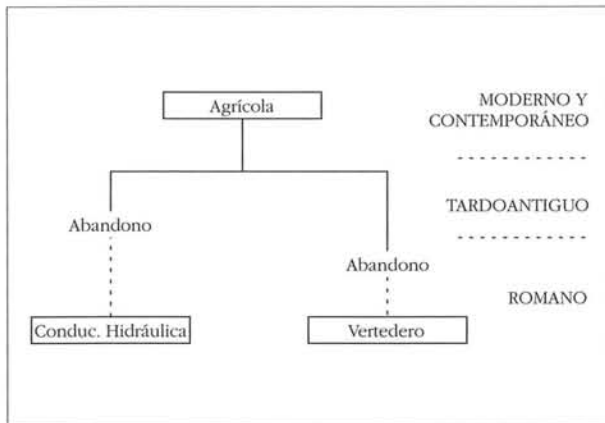 Agrícola
MODERNO Y
CONTEMPORÁNEO
TARDOANTIGUO
Abandono
Abandono
ROMANO
Conduc. Hidráulica
Vertedero